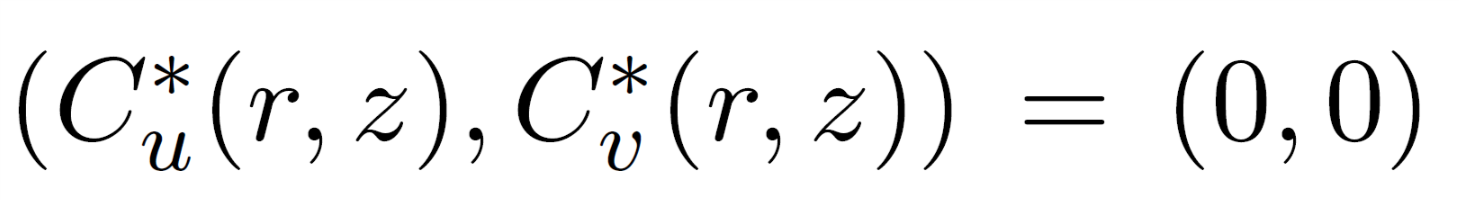 (C*_u(r, z), C*_v(r, z)) = (0, 0)